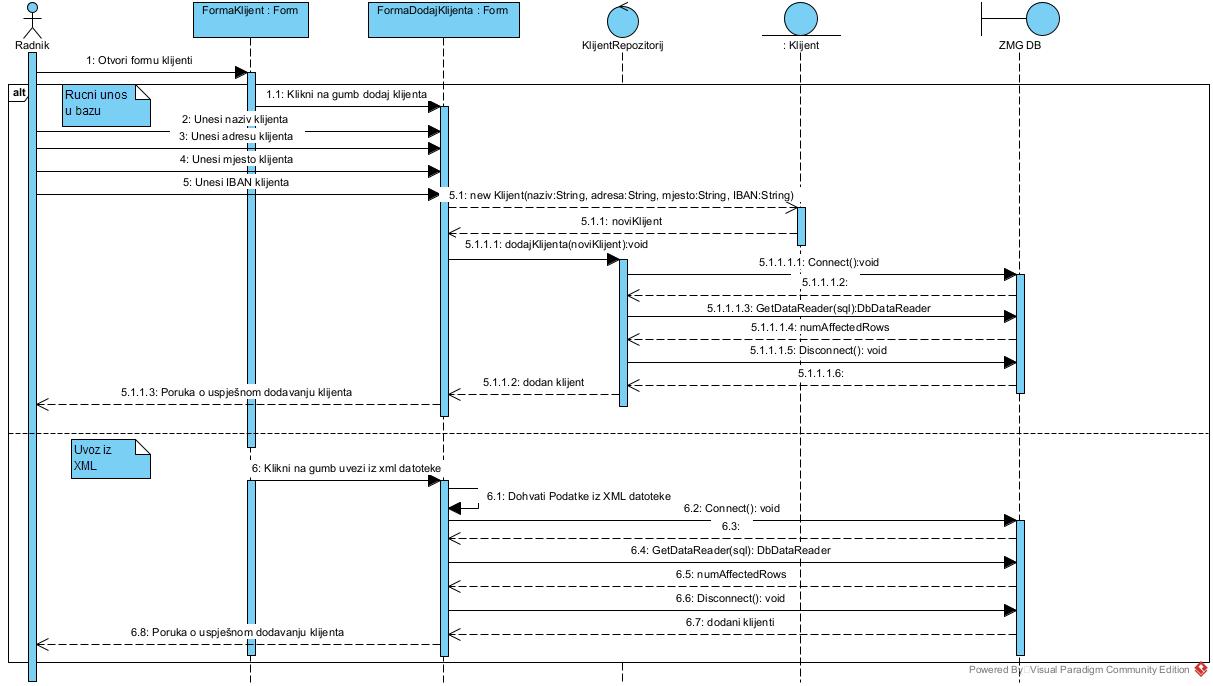 FormaKlijent : Form
FormaDodajKlijenta : Form
Radnik
KlijentRepozitorij
: Klijent
ZMG DB
1: Otvori formu klijenti
alt
Rucni unos
u bazu
1.1: Klikni na gumb dodaj klijenta
2: Unesi naziv klijenta
3: Unesi adresu klijenta
4: Unesi mjesto klijenta
5: Unesi IBAN klijenta
5.1: new Klijent(naziv:String, adresa:String, mjesto:String, IBAN:String)
5.1.1: noviKlijent
5.1.1.1: dodajKlijenta(noviKlijent):void
5.1.1.1.1: Connect():void
5.1.1.1.2:
5.1.1.1.3: GetDataReader(sql):DbDataReader
5.1.1.1.4: numAffectedRows
5.1.1.1.5: Disconnect(): void
5.1.1.1.6:
5.1.1.2: dodan klijent
5.1.1.3: Poruka o uspješnom dodavanju klijenta
Uvoz iz
XML
6: Klikni na gumb uvezi iz xml datoteke
6.1: Dohvati Podatke iz XML datoteke
6.2: Connect(): void
6.3:
6.4: GetDataReader(sql): DbDataReader
6.5: numAffectedRows
6.6: Disconnect(): void
6.7: dodani klijenti
6.8: Poruka o uspješnom dodavanju klijenta
Powered By Visual Paradigm Community Edition